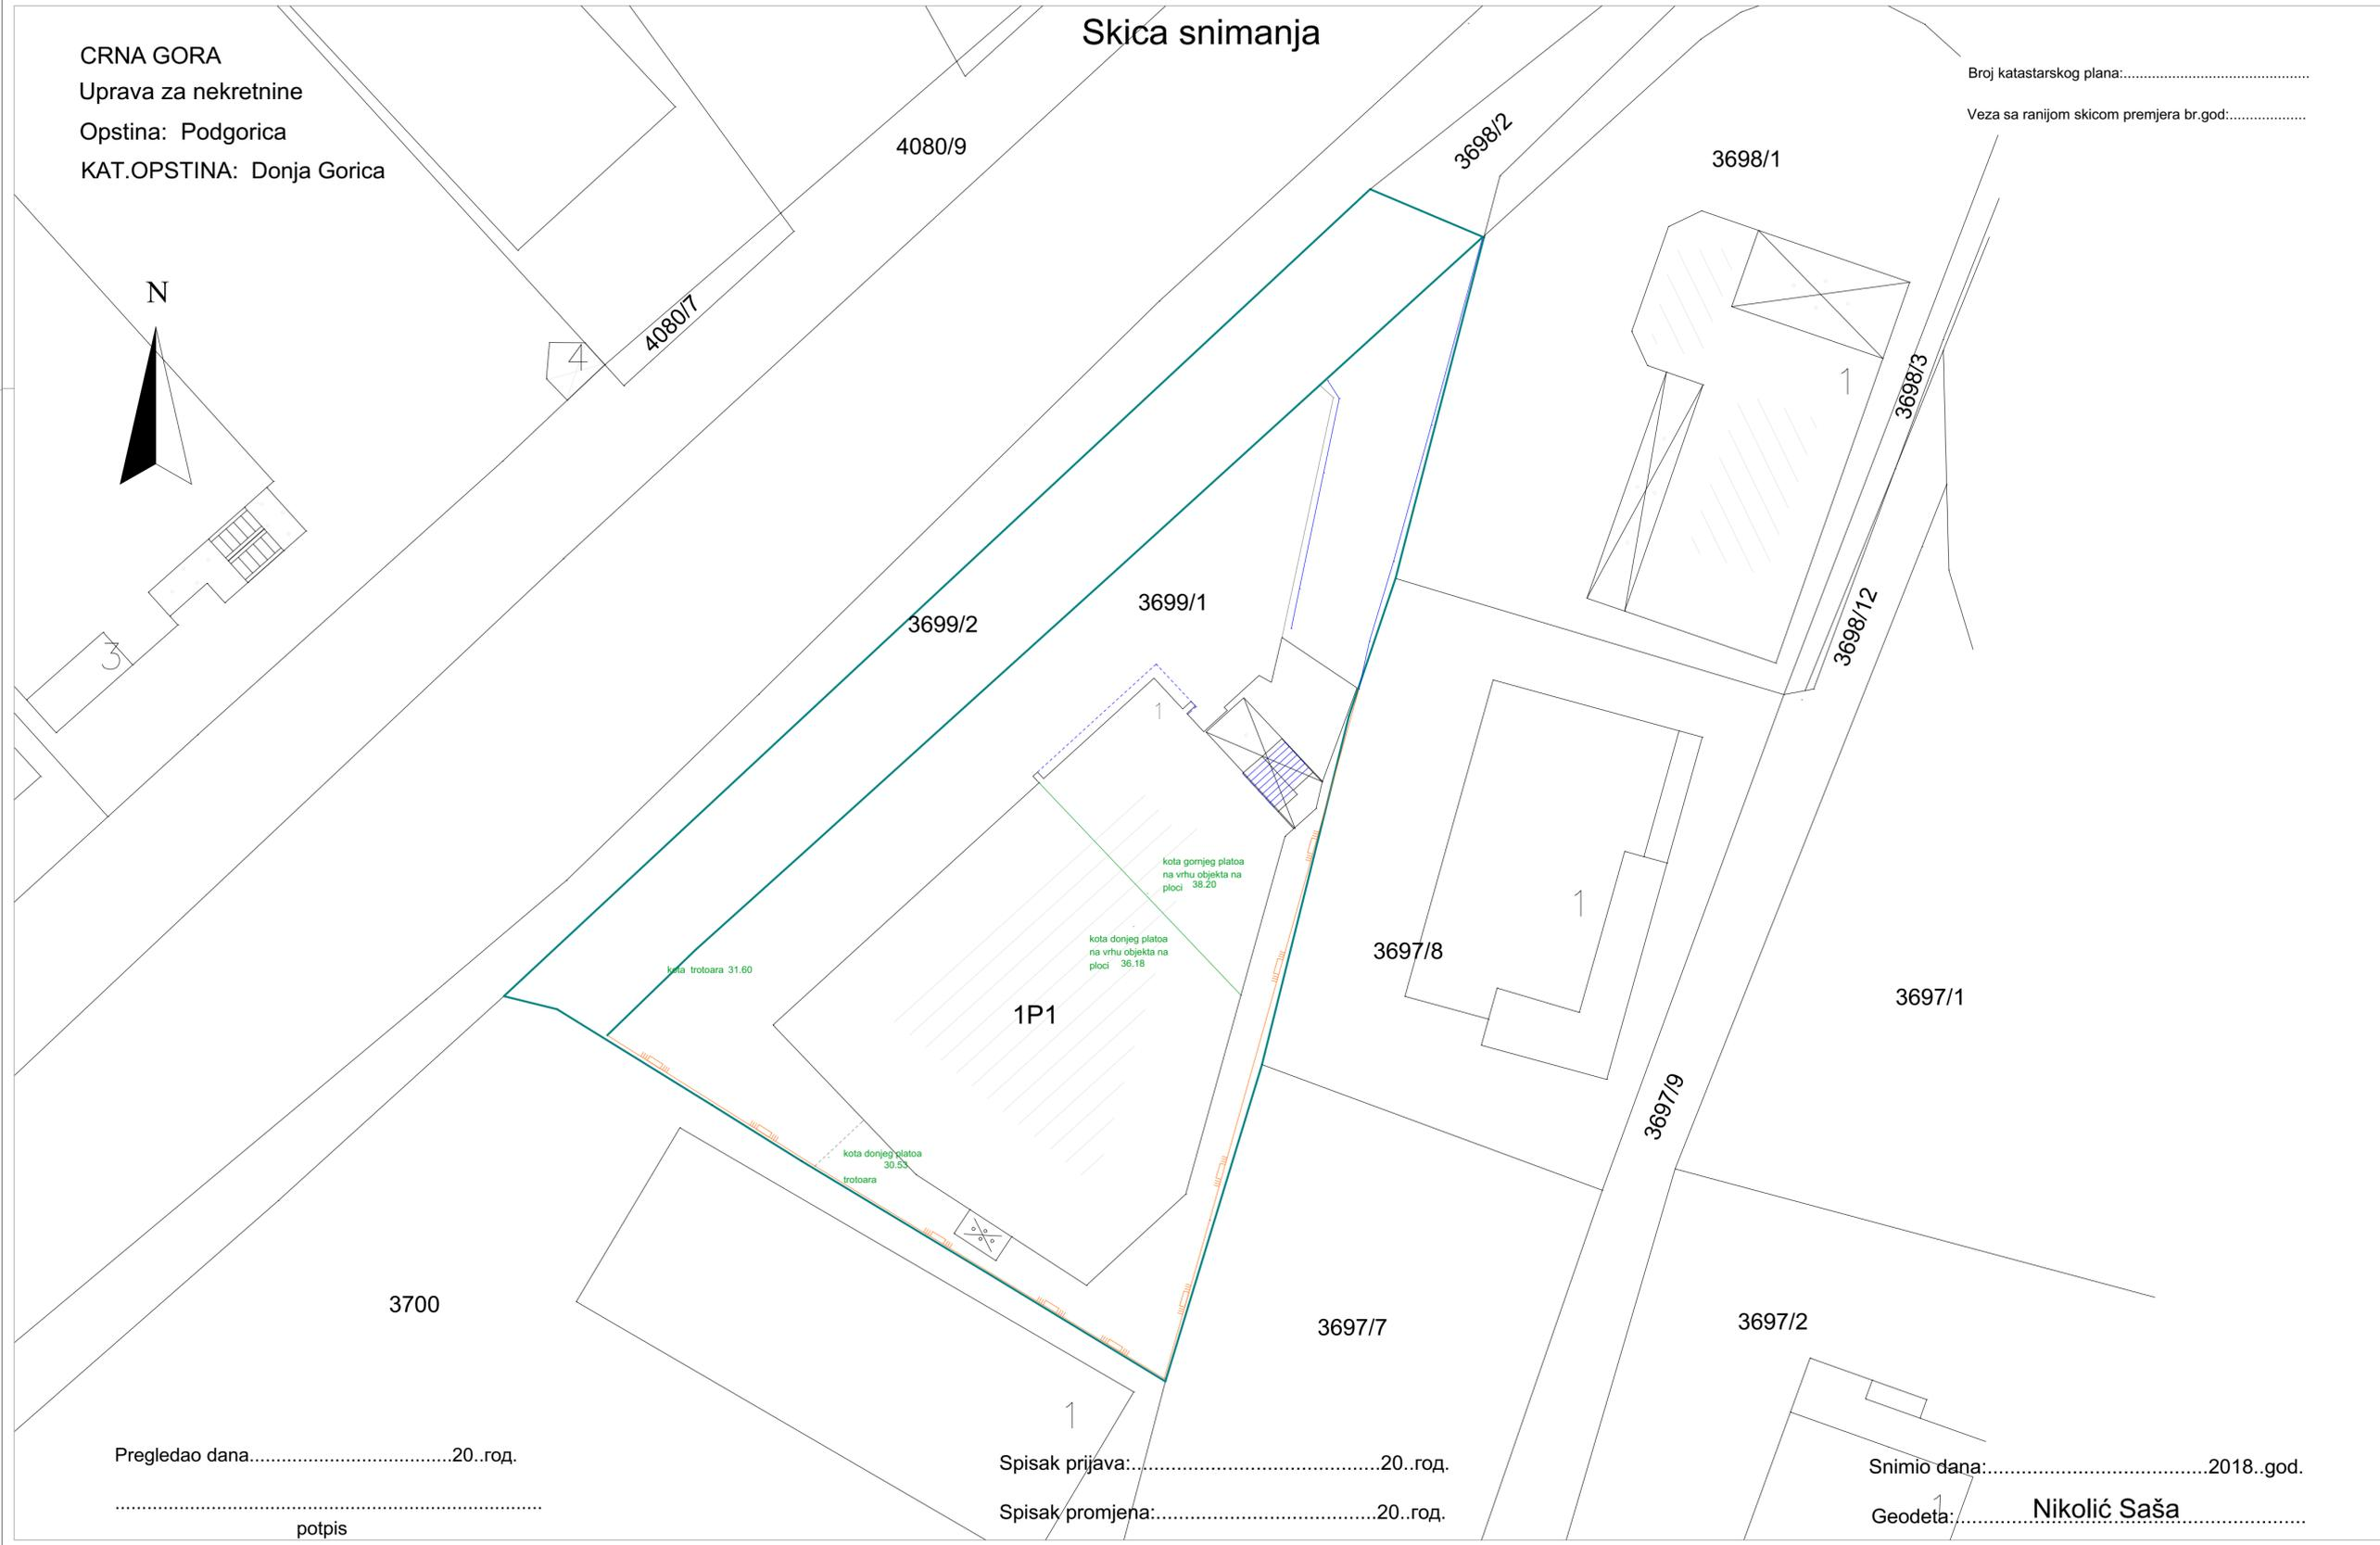 Skica snimanja
CRNA GORA
Uprava za nekretnine
Opstina: Podgorica
KAT.OPSTINA: Donja Gorica
Broj katastarskog plana:..............................................
Veza sa ranijom skicom premjera br.god:...................
N
4080/9
3698/2
3698/1
4080/7
4
1
3698/3
3
3699/2
3699/1
3698/12
1
kota gornjeg platoa
na vrhu objekta na
ploci 38.20
kota donjeg platoa
na vrhu objekta na
ploci 36.18
kota trotoara 31.60
1
3697/8
3697/1
1P1
3697/9
kota donjeg platoa
30.53
trotoara
3700
3697/7
3697/2
1
Pregledao dana......................................20..год.
................................................................................
potpis
Spisak prijava:............................................20..год.
Spisak promjena:.......................................20..год.
Snimio dana:.......................................2018..god.
1
Geodeta:..............................................................
Nikolić Saša